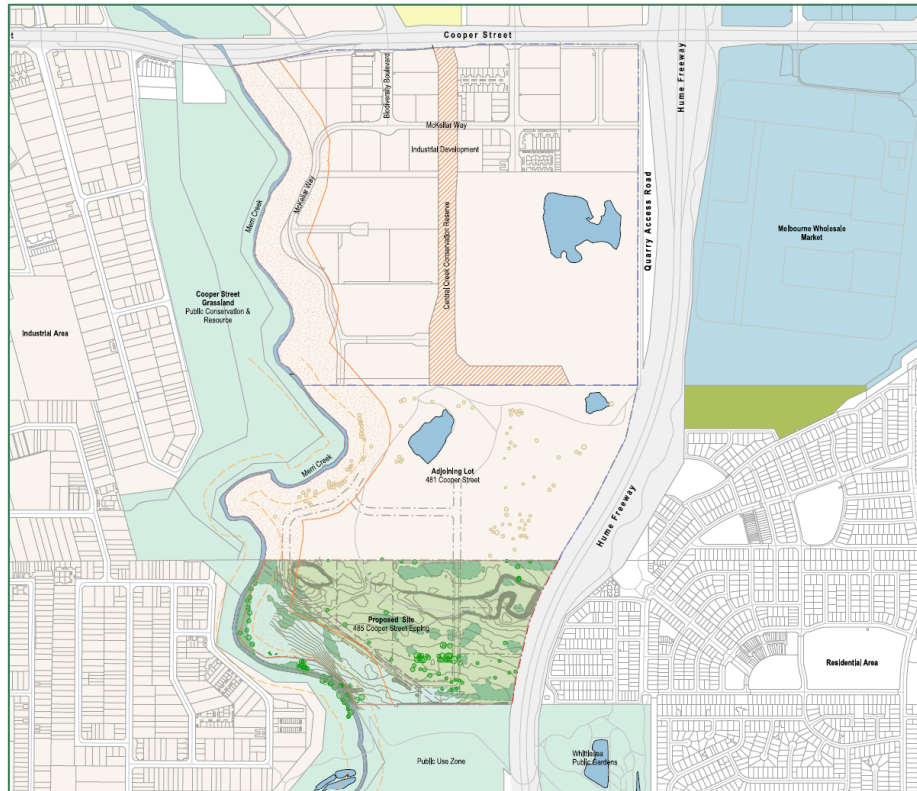 t
Cooper Street
Hume Freeway
Biodiversity Boulevard
McKellar Way
Industrial Development
McKellar Way
Merri Creek
Central Creek Conservation Reserve
Quarry Access Road
Melbourne Wholesale
Market
Cooper Street
Grassland
Public Conservation &
Resource
Industrial Area
Merri Creek
Adjoining Lot
481 Cooper Street
Hume Freeway
Proposed Site
485 Cooper Street Epping
Residential Area
Public Use Zone
Whittlesea
Public Gardens